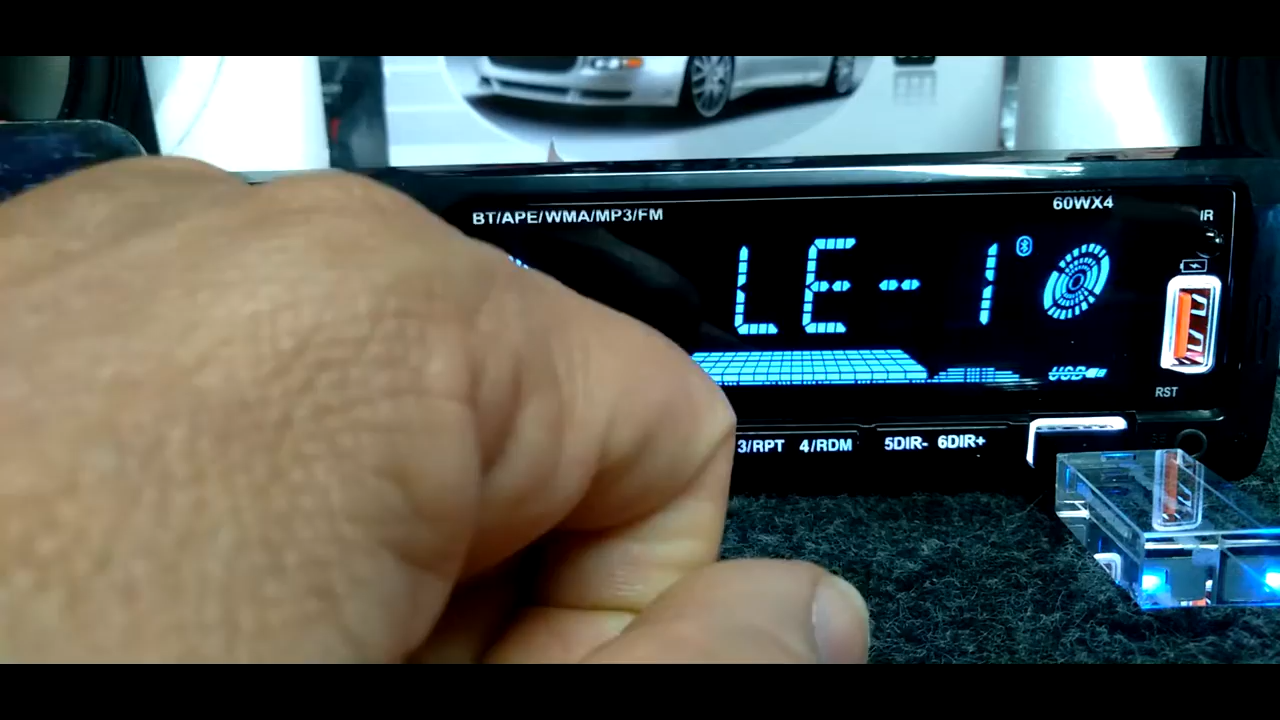 BT/APE/WMA/MP3/FM
60WX4
IR
LE-- 1
USB
RST
3/RPT 4/RDM 5DIR- 6DIR+